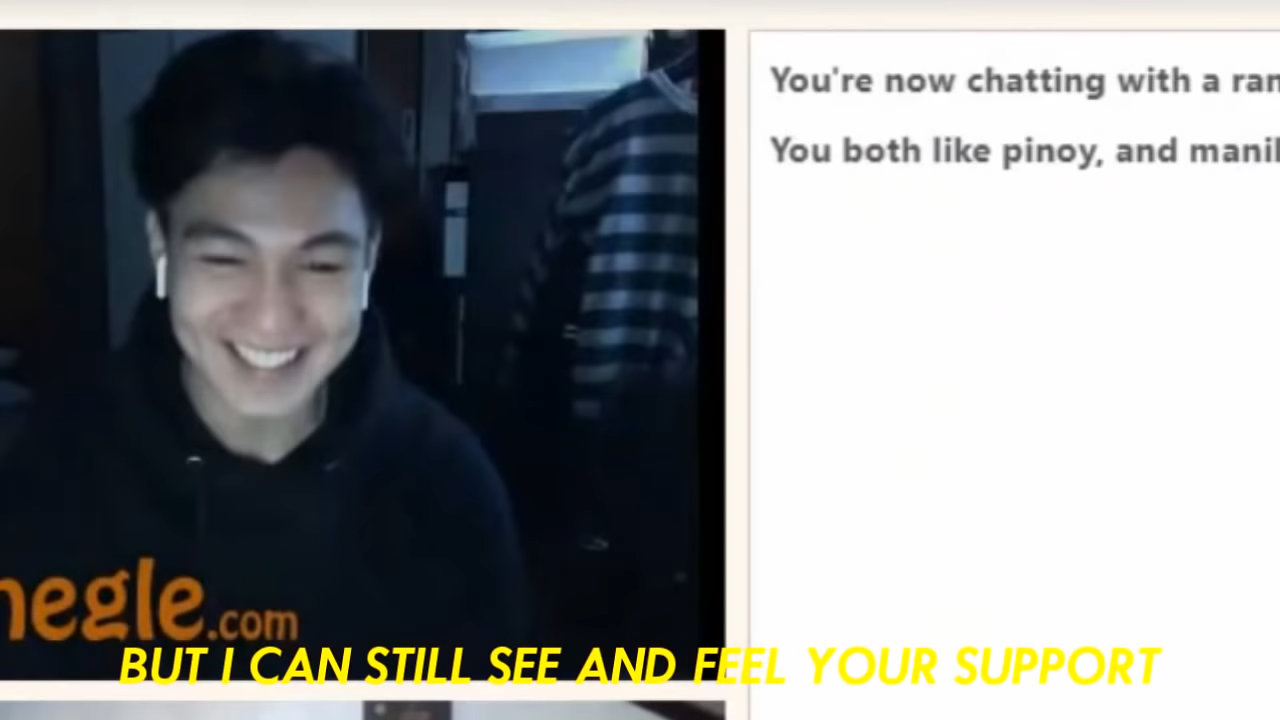 You're now chatting with a ran
You both like pinoy, and manil
negle.com
BUT I CAN STILL SEE AND FEEL YOUR SUPPORT